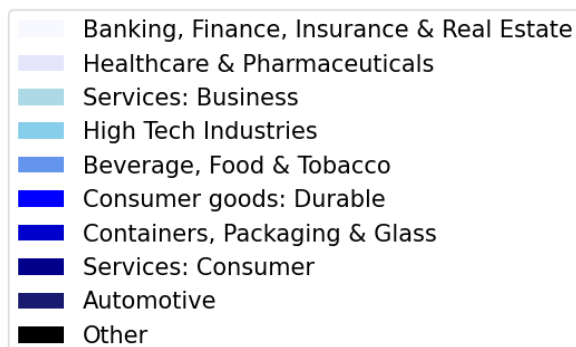 Banking, Finance, Insurance & Real Estate
Healthcare & Pharmaceuticals
Services: Business
High Tech Industries
Beverage, Food & Tobacco
Consumer goods: Durable
Containers, Packaging & Glass
Services: Consumer
Automotive
Other